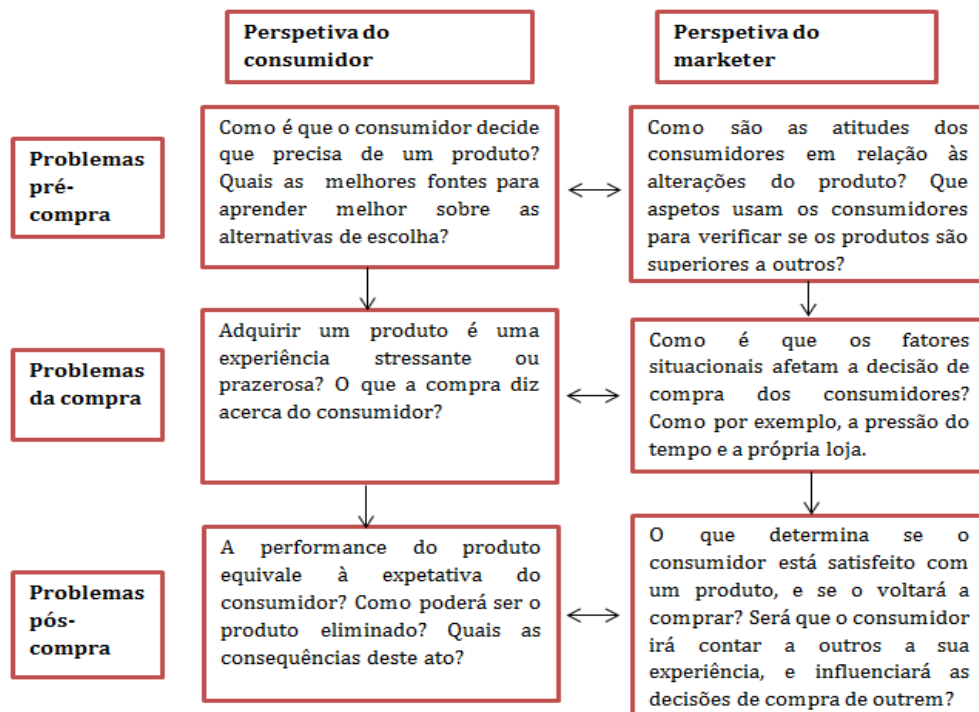 Perspetiva do
consumidor
Perspetiva do
marketer
Problemas
pré-
compra
Como é que o consumidor decide
que precisa de um produto?
Quais as melhores fontes para
aprender melhor sobre as
alternativas de escolha?
Como são as atitudes dos
consumidores em relação às
alterações do produto? Que
aspetos usam os consumidores
para verificar se os produtos são
superiores a outros?
Problemas
da compra
Adquirir um produto é uma
experiência stressante ou
prazerosa? O que a compra diz
acerca do consumidor?
Como é que os fatores
situacionais afetam a decisão de
compra dos consumidores?
Como por exemplo, a pressão do
tempo e a própria loja.
Problemas
pós-
compra
A performance do produto
equivale à expetativa do
consumidor? Como poderá ser o
produto eliminado? Quais as
consequências deste ato?
O que determina se o
consumidor está satisfeito com
um produto, e se o voltará a
comprar? Será que o consumidor
irá contar a outros a sua
experiência, e influenciará as
decisões de compra de outrem?